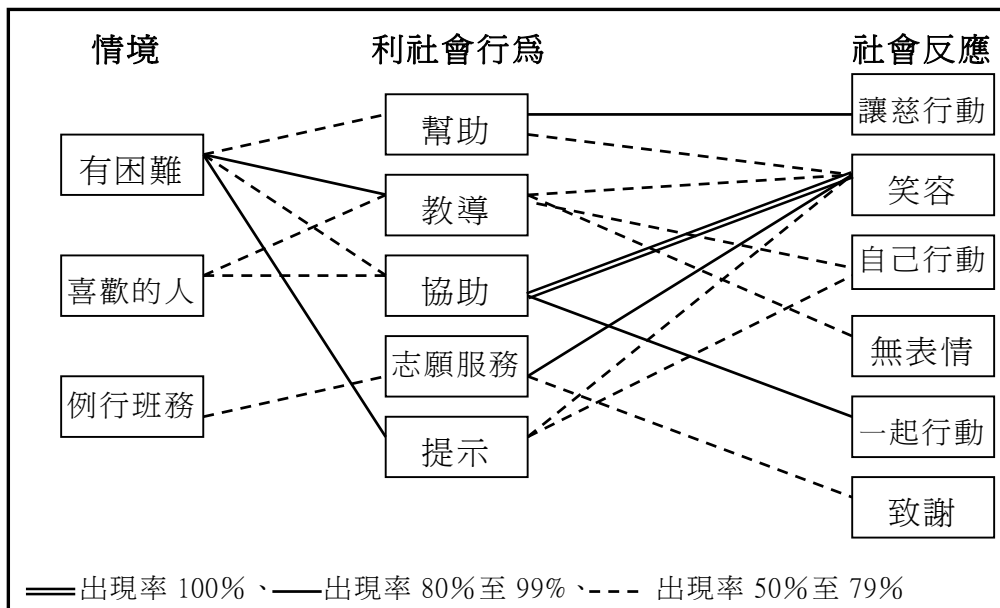 情境 利社會行為 社會反應
有困難
喜歡的人
例行班務
幫助
教導
協助
志願服務
提示
讓慈行動
笑容
自己行動
無表情
一起行動
致謝
出現率 100%、出現率 80%至 99%、出現率 50%至 79%